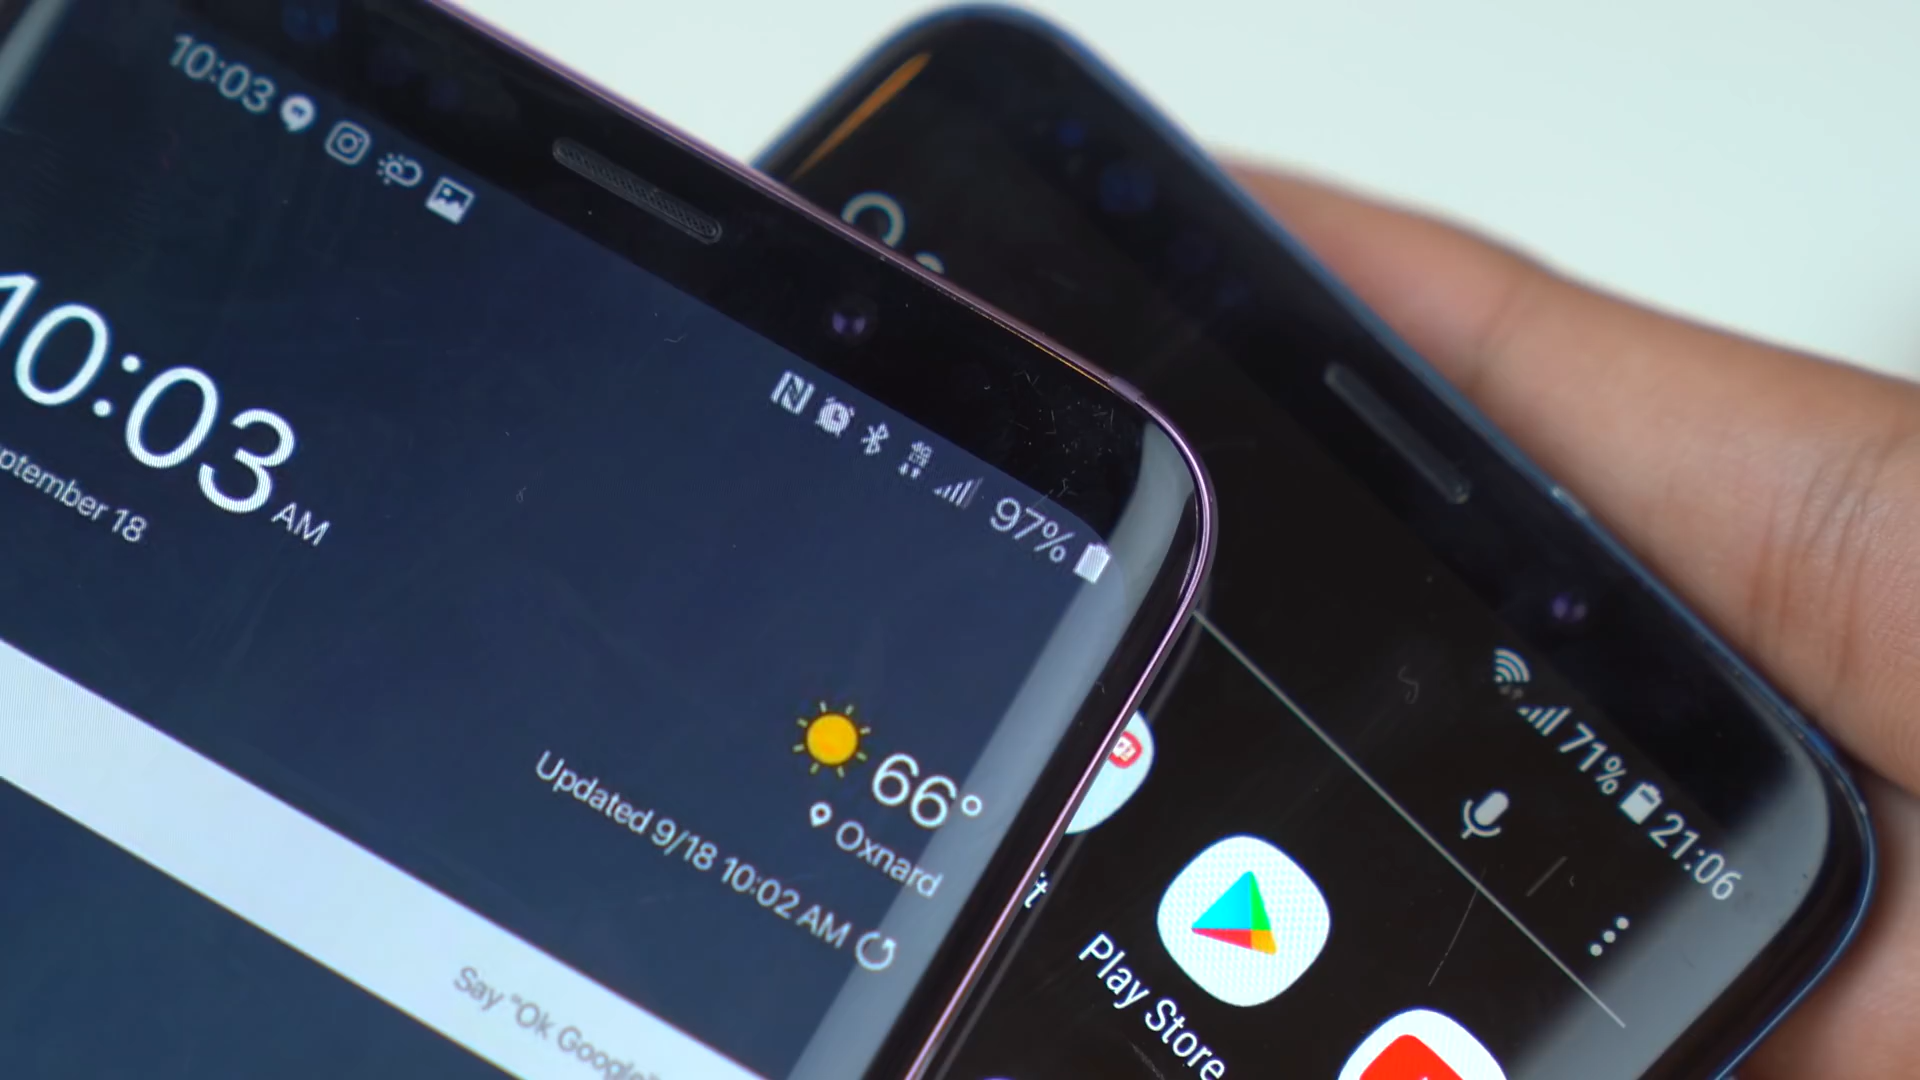 10:03
97%
10:03 AM
ptember 18
66°
Oxnard
Updated 9/18 10:02 AM
Say "Ok Google"
71% 21:06
Play Store